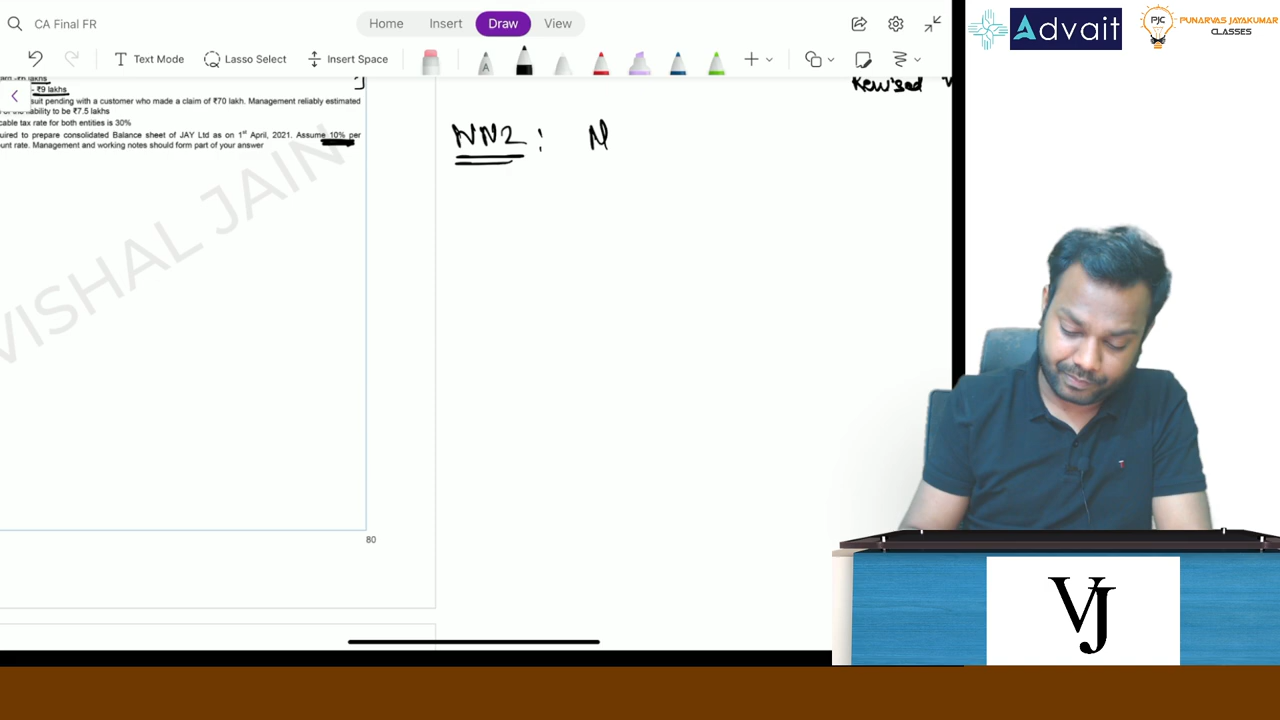 CA Final FR
Home Insert Draw View
Text Mode Lasso Select Insert Space
Advait
PJC PUNARVAS JAYAKUMAR
CLASSES
lakhs
- ₹9 lakhs
suit pending with a customer who made a claim of ₹70 lakh. Management reliably estimated
to be ₹7.5 lakhs
cable tax rate for both entities is 30%
uired to prepare consolidated Balance sheet of JAY Ltd as on 1st April, 2021. Assume 10% per
ount rate. Management and working notes should form part of your answer
Revised
WN2 : N
VISHAL JAIN
80
VJ